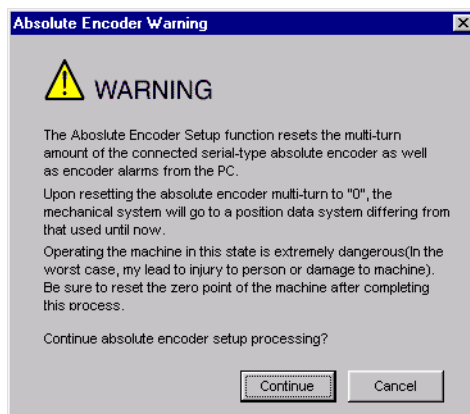 Absolute Encoder Warning
WARNING
The Aboslute Encoder Setup function resets the multi-turn
amount of the connected serial-type absolute encoder as well
as encoder alarms from the PC.
Upon resetting the absolute encoder multi-turn to "0", the
mechanical system will go to a position data system differing from
that used until now.
Operating the machine in this state is extremely dangerous(In the
worst case, my lead to injury to person or damage to machine).
Be sure to reset the zero point of the machine after completing
this process.
Continue absolute encoder setup processing?
Continue Cancel